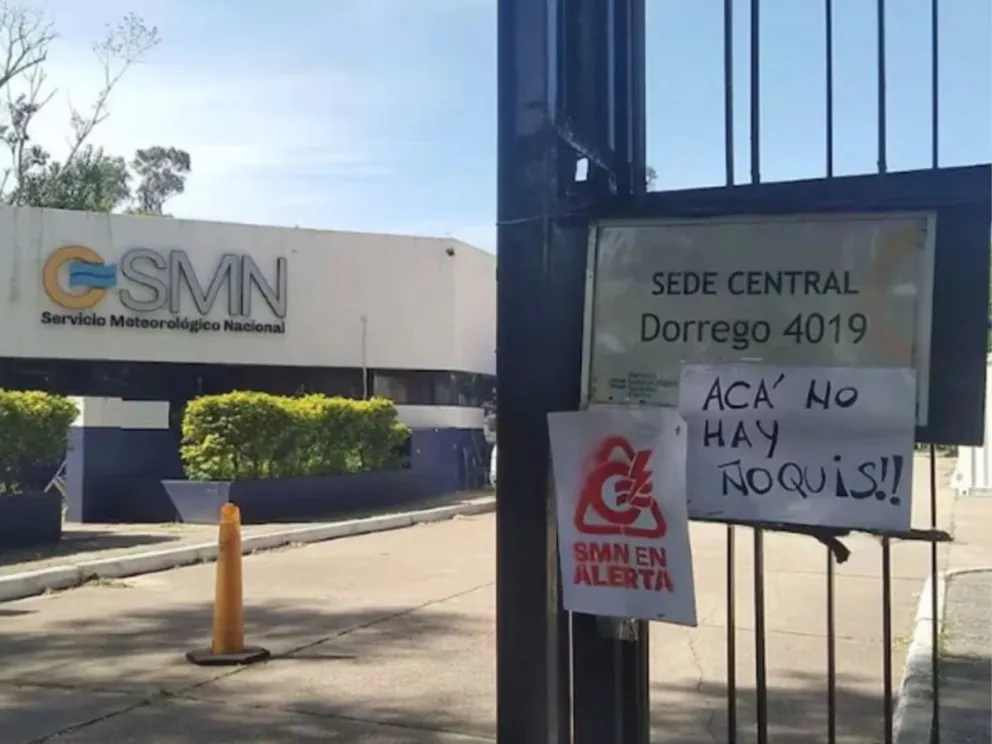 SMN
Servicio Meteorológico Nacional
SEDE CENTRAL
Dorrego 4019
ACÁ NO
HAY
ÑOQUIS!!
SMN EN
ALERTA